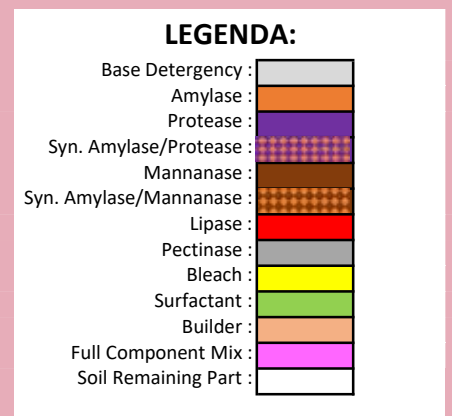 LEGENDA:
Base Detergency :
Amylase :
Protease :
Syn. Amylase/Protease :
Mannanase :
Syn. Amylase/Mannanase :
Lipase :
Pectinase :
Bleach :
Surfactant :
Builder :
Full Component Mix :
Soil Remaining Part :